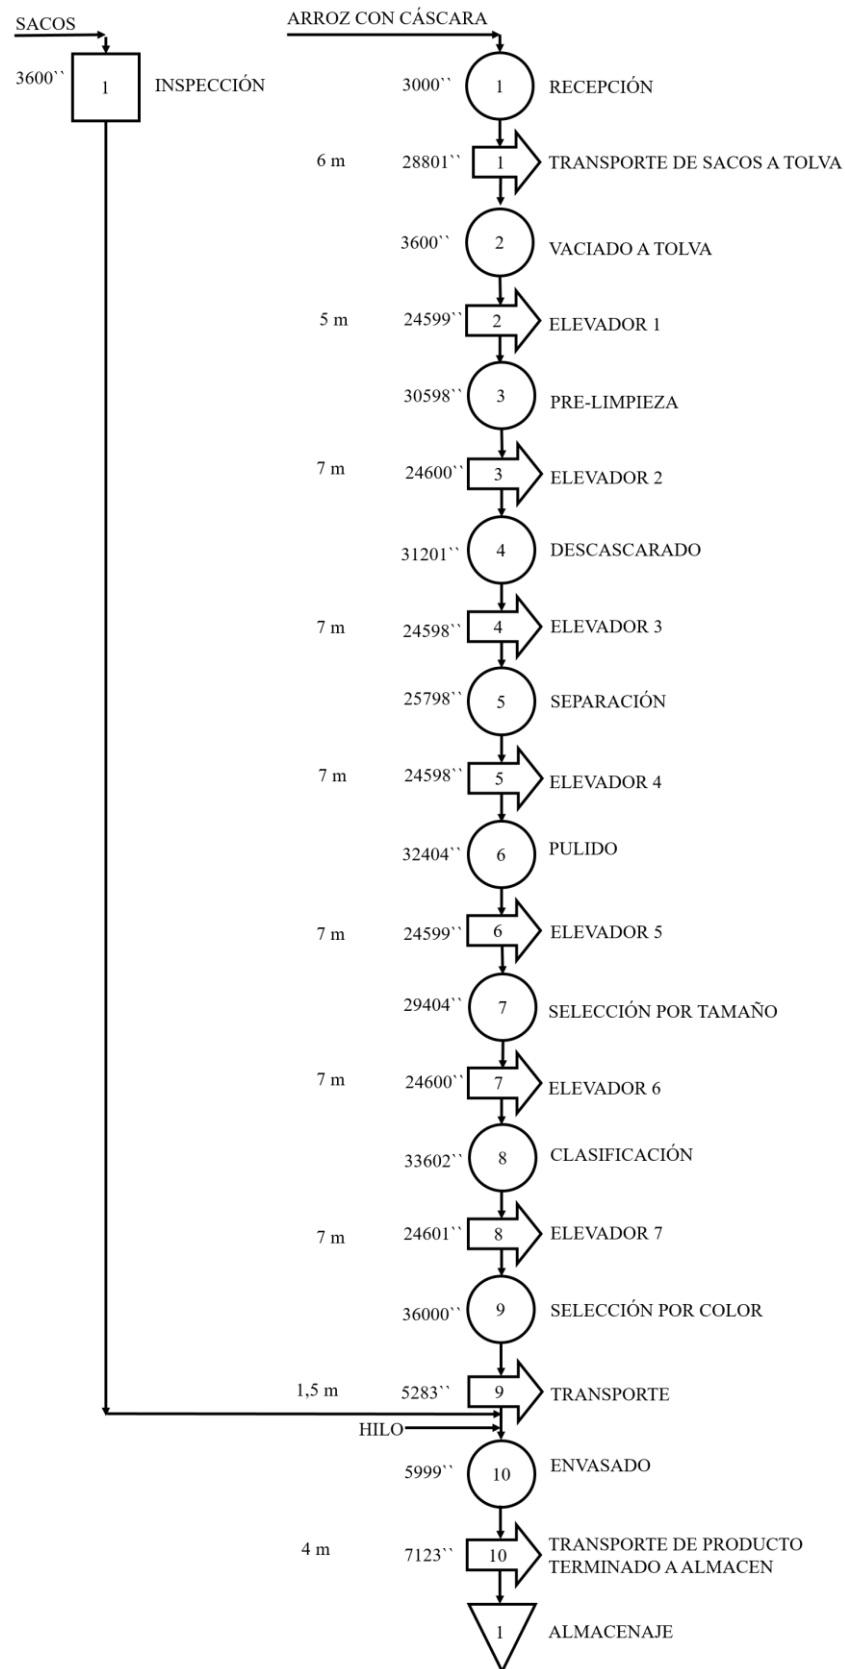 SACOS
ARROZ CON CÁSCARA
3600``
1
INSPECCIÓN
3000``
1
RECEPCIÓN
6 m
28801``
1
TRANSPORTE DE SACOS A TOLVA
3600``
2
VACIADO A TOLVA
5 m
24599``
2
ELEVADOR 1
30598``
3
PRE-LIMPIEZA
7 m
24600``
3
ELEVADOR 2
31201``
4
DESCASCARADO
7 m
24598``
4
ELEVADOR 3
25798``
5
SEPARACIÓN
7 m
24598``
5
ELEVADOR 4
32404``
6
PULIDO
7 m
24599``
6
ELEVADOR 5
29404``
7
SELECCIÓN POR TAMAÑO
7 m
24600``
7
ELEVADOR 6
33602``
8
CLASIFICACIÓN
7 m
24601``
8
ELEVADOR 7
36000``
9
SELECCIÓN POR COLOR
1,5 m
5283``
9
TRANSPORTE
HILO
5999``
10
ENVASADO
4 m
7123``
10
TRANSPORTE DE PRODUCTO
TERMINADO A ALMACEN
1
ALMACENAJE